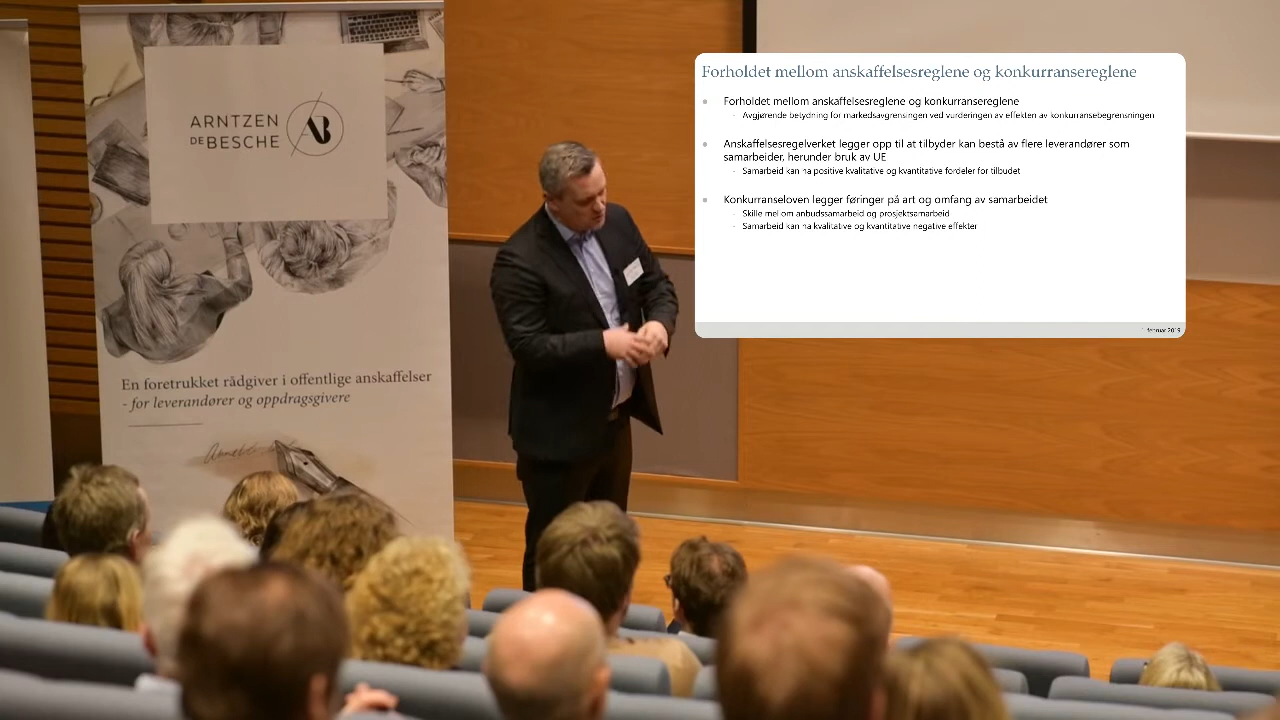 ARNTZEN
DE BESCHE
En foretrukket rådgiver i offentlige anskaffelser
- for leverandører og oppdragsgivere
Forholdet mellom anskaffelsesreglene og konkurransereglene
Forholdet mellom anskaffelsesreglene og konkurransereglene
- Avgjørende betydning for markedsavgrensingen ved vurderingen av effekten av konkurransebegrensningen
Anskaffelsesregelverket legger opp til at tilbyder kan bestå av flere leverandører som
samarbeider, herunder bruk av UE
- Samarbeid kan ha positive kvalitative og kvantitative fordeler for tilbudet
Konkurranseloven legger føringer på art og omfang av samarbeidet
- Skille mellom anbudssamarbeid og prosjektsamarbeid
- Samarbeid kan ha kvalitative og kvantitative negative effekter
1. februar 2019